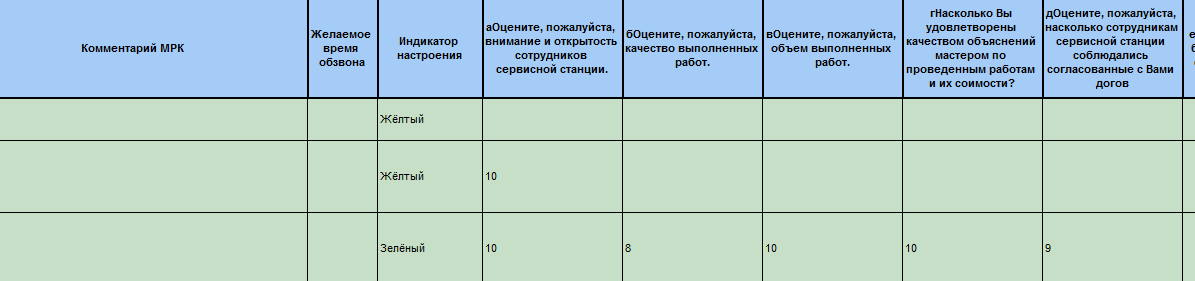 Комментарий МРК
Желаемое
время
обзвона
Индикатор
настроения
аОцените, пожалуйста,
внимание и открытость
сотрудников
сервисной станции.
бОцените, пожалуйста,
качество выполненных
работ.
вОцените, пожалуйста,
объем выполненных
работ.
гНасколько Вы
удовлетворены
качеством объяснений
мастером по
проведенным работам
и их соимости?
дОцените, пожалуйста,
насколько сотрудникам
сервисной станции
соблюдались
согласованные с Вами
догов
Жёлтый
Жёлтый 10
Зелёный 10 8 10 10 9